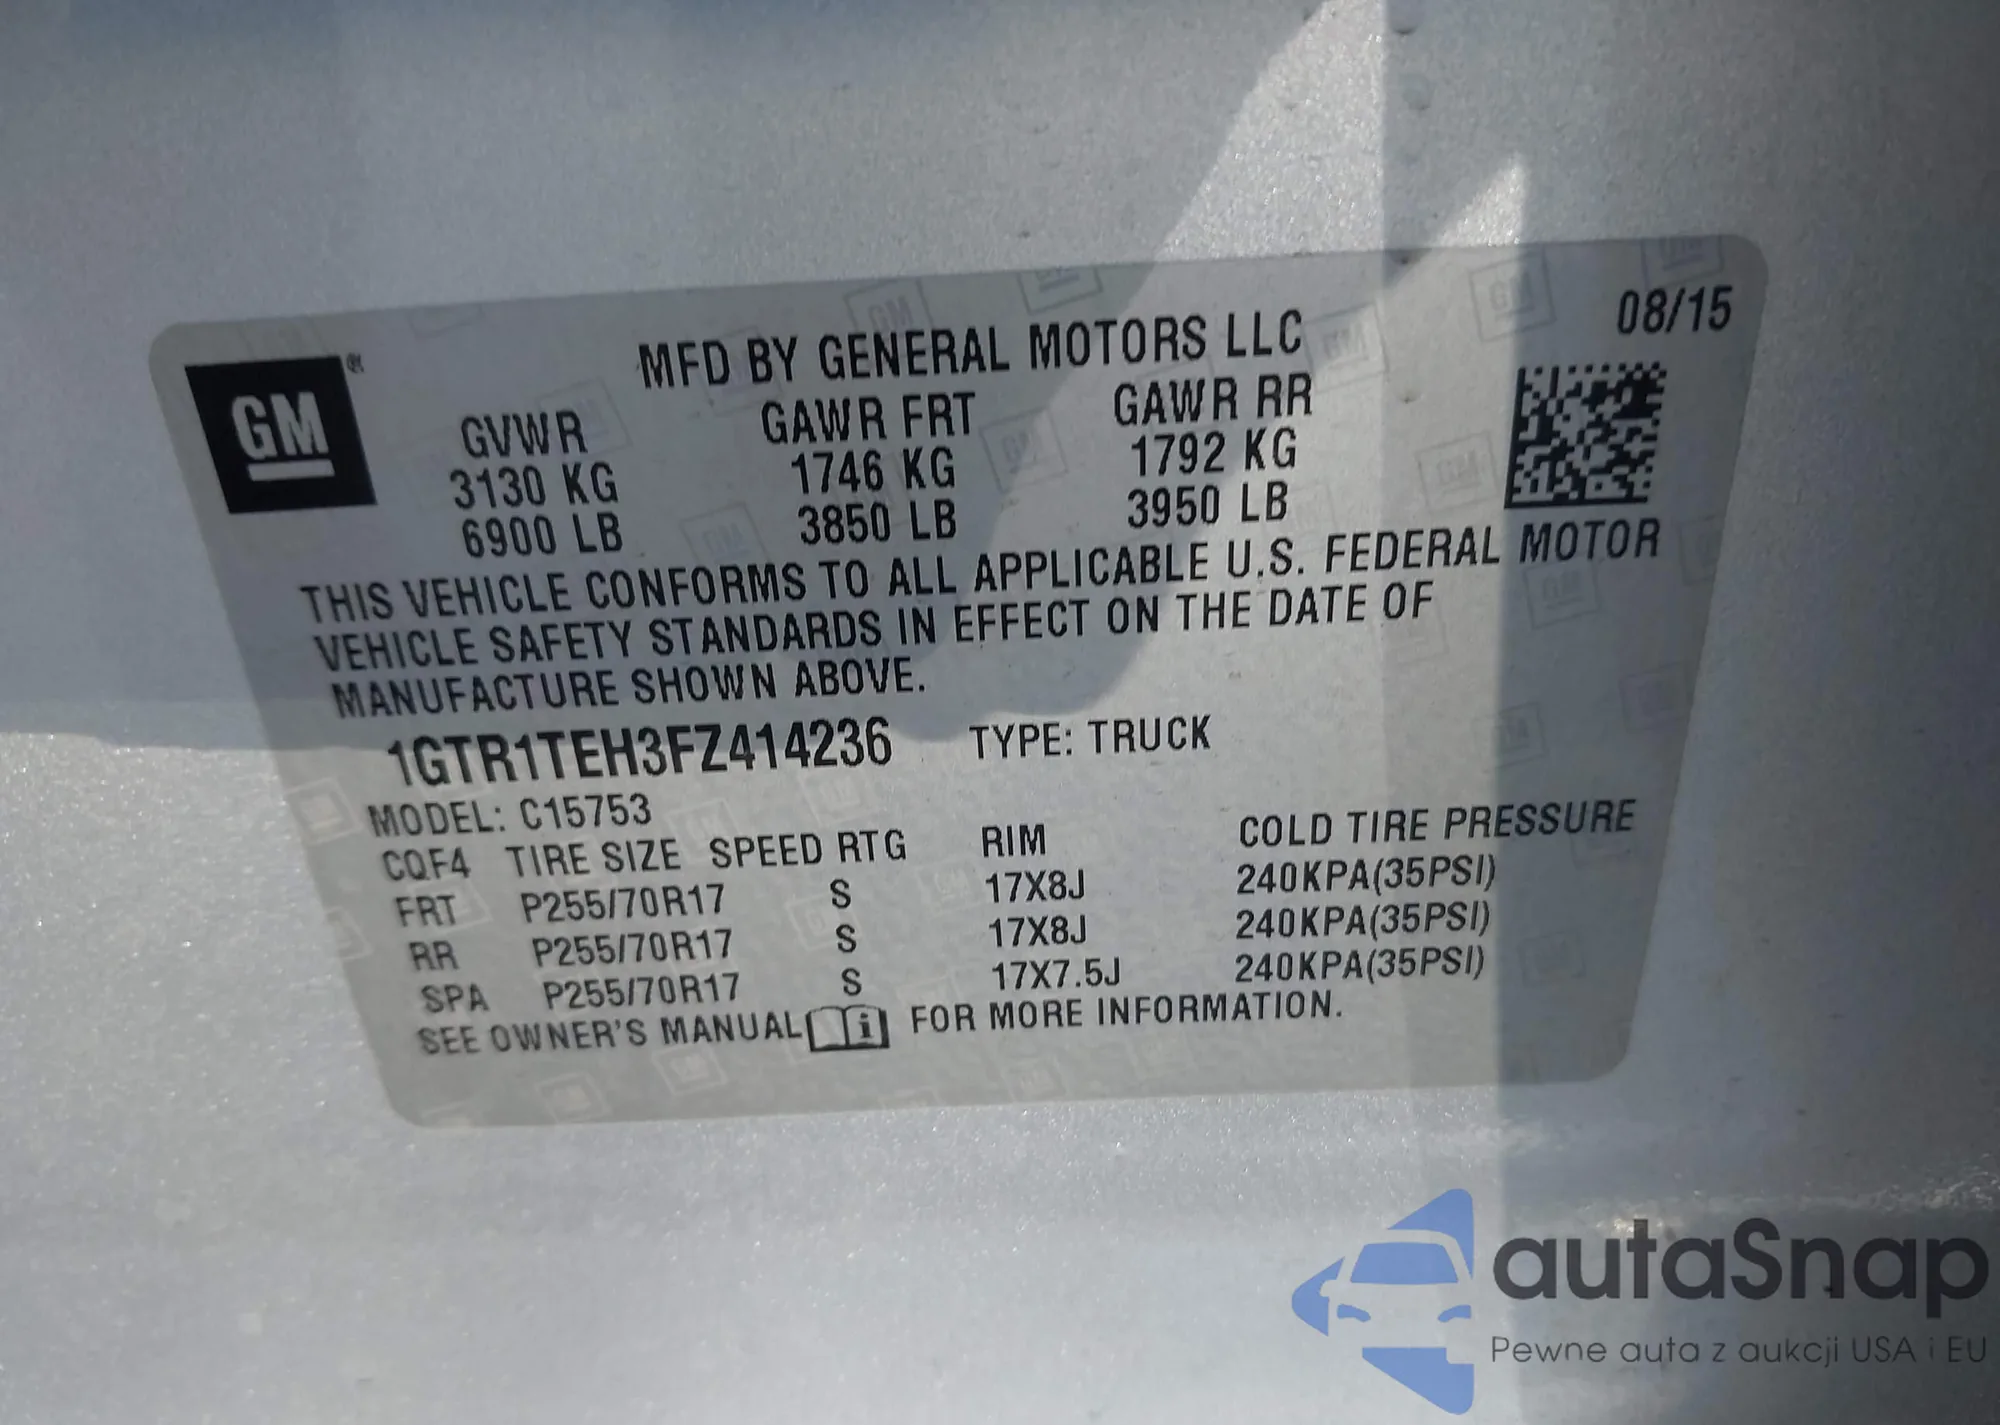 08/15
GM®
MFD BY GENERAL MOTORS LLC
GVWR GAWR FRT GAWR RR
3130 KG 1746 KG 1792 KG
6900 LB 3850 LB 3950 LB
THIS VEHICLE CONFORMS TO ALL APPLICABLE U.S. FEDERAL MOTOR
VEHICLE SAFETY STANDARDS IN EFFECT ON THE DATE OF
MANUFACTURE SHOWN ABOVE.
1GTR1TEH3FZ414236 TYPE: TRUCK
MODEL: C15753
CQF4 TIRE SIZE SPEED RTG RIM COLD TIRE PRESSURE
FRT P255/70R17 S 17X8J 240KPA(35PSI)
RR P255/70R17 S 17X8J 240KPA(35PSI)
SPA P255/70R17 S 17X7.5J 240KPA(35PSI)
SEE OWNER'S MANUAL i FOR MORE INFORMATION.
autaSnap
Pewne auta z aukcji USA i EU